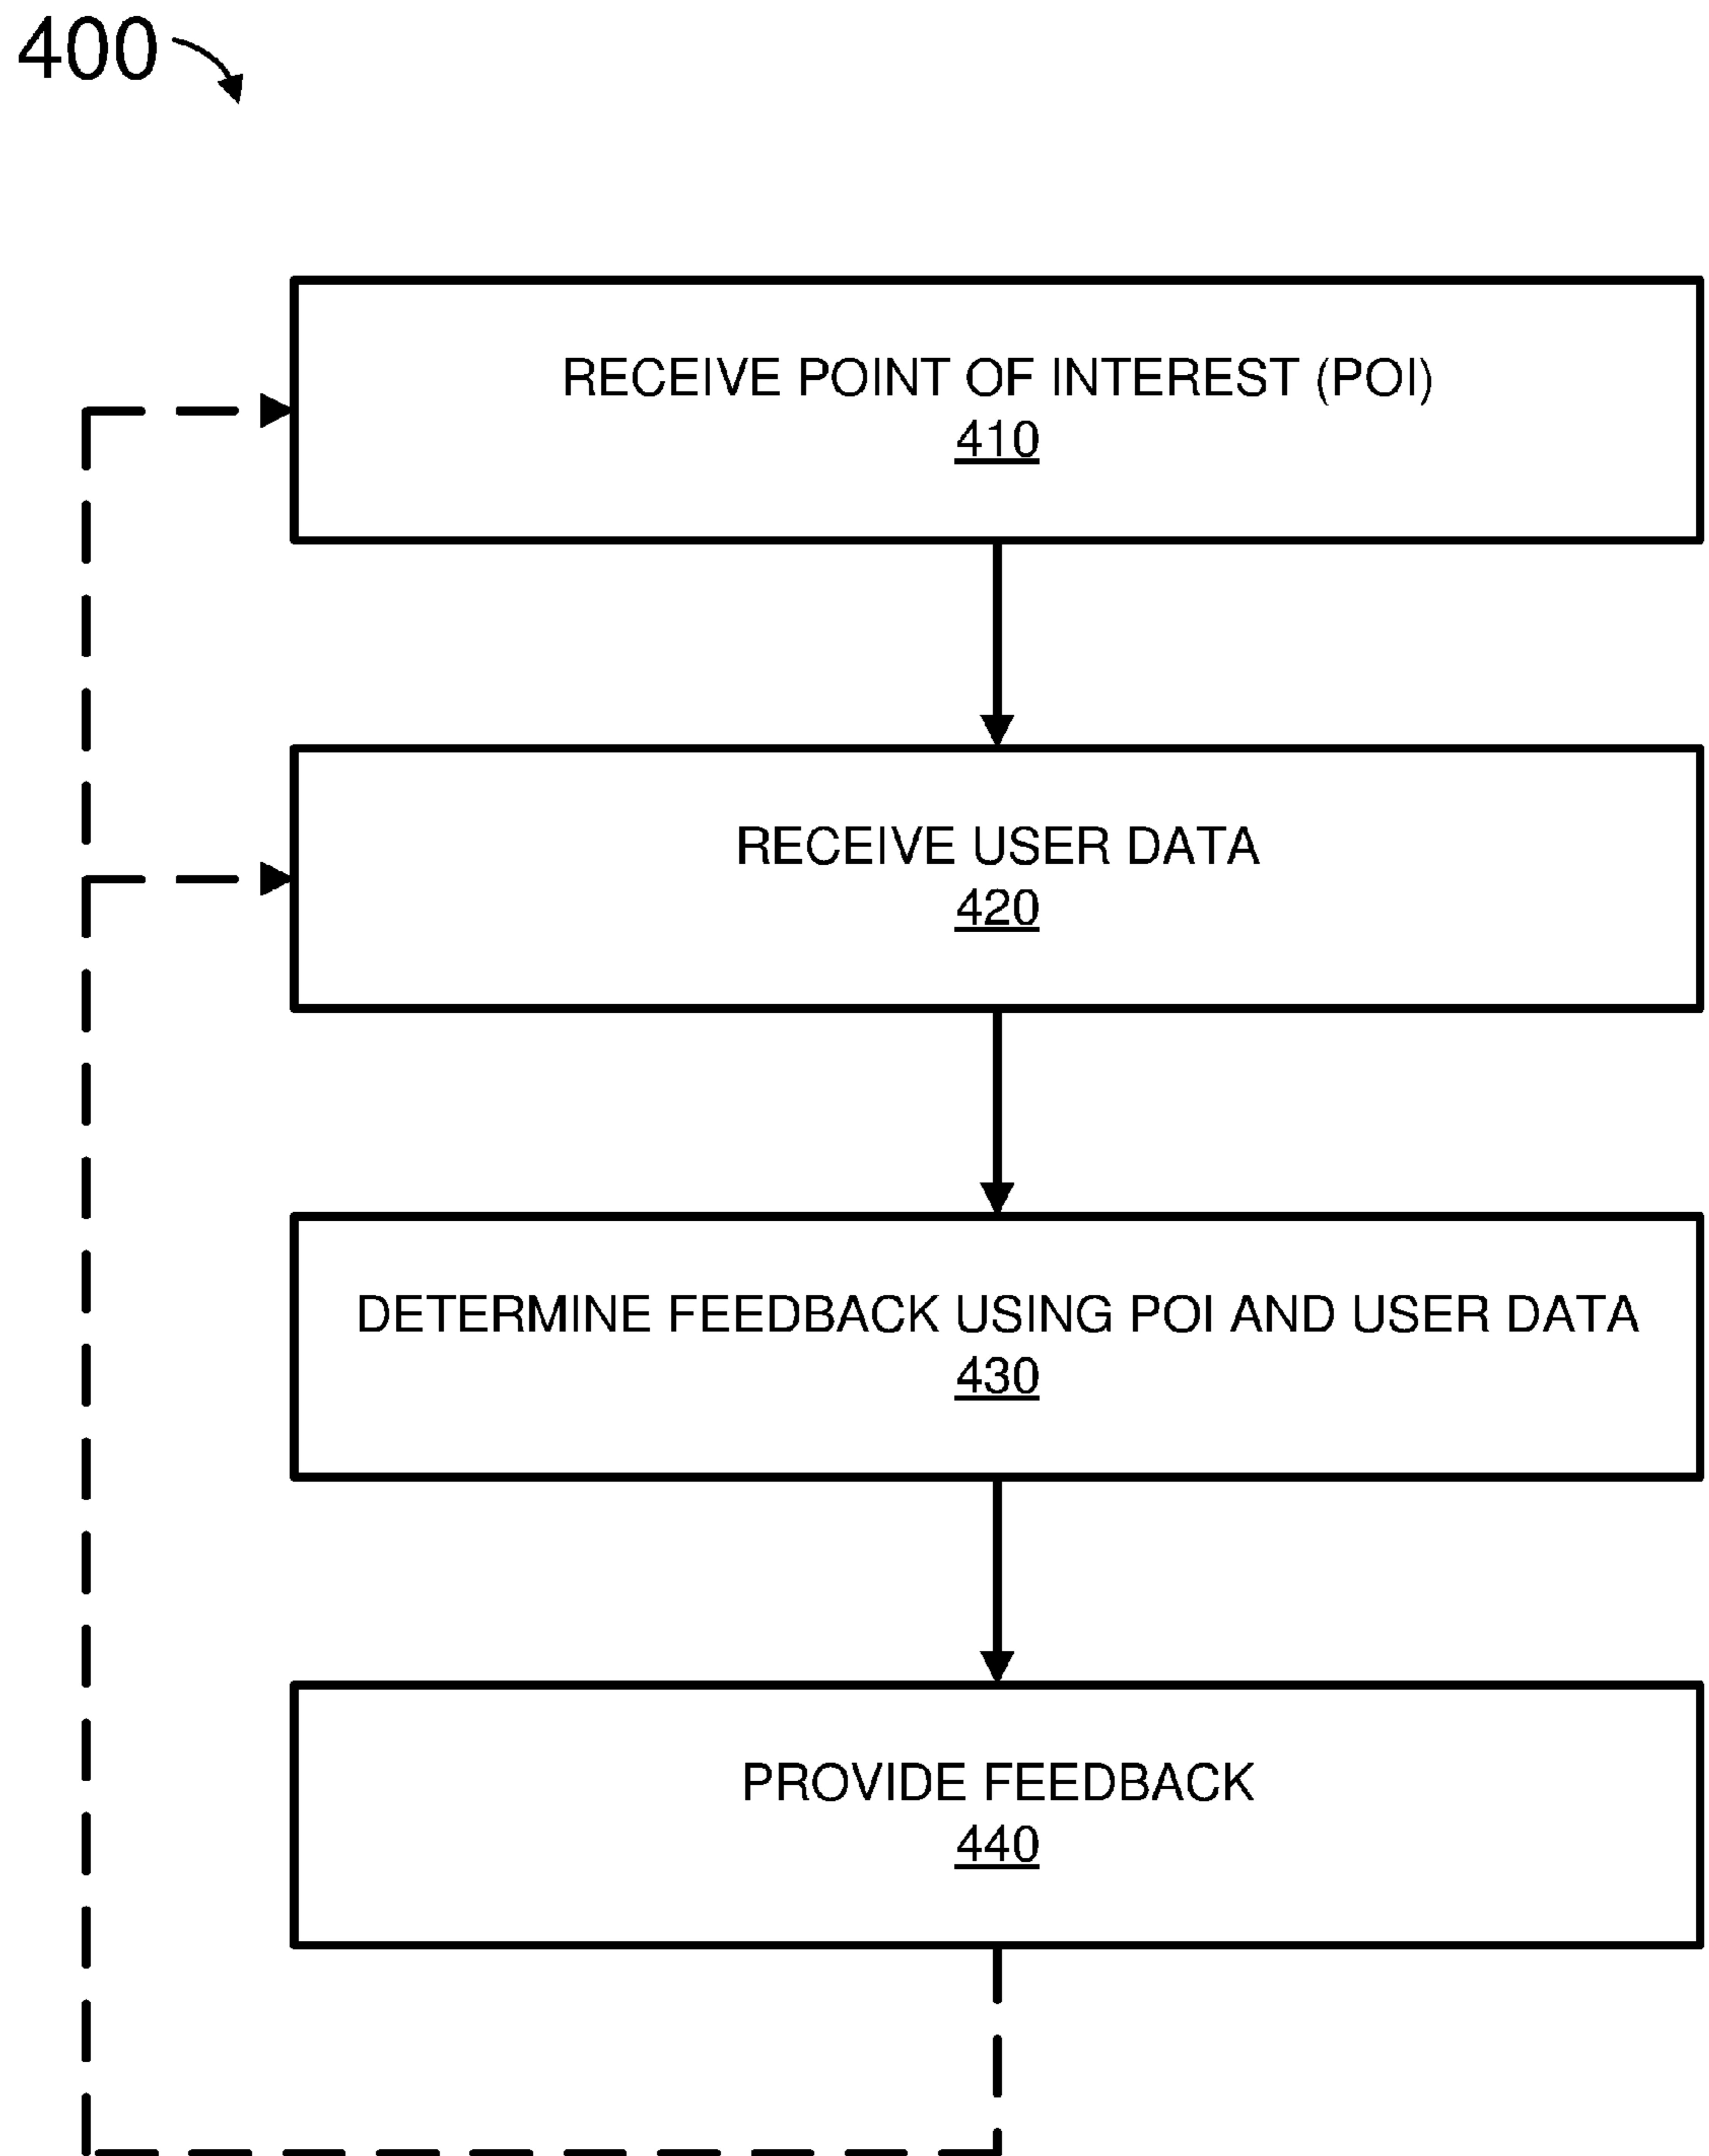 400
RECEIVE POINT OF INTEREST (POI)
410
RECEIVE USER DATA
420
DETERMINE FEEDBACK USING POI AND USER DATA
430
PROVIDE FEEDBACK
440